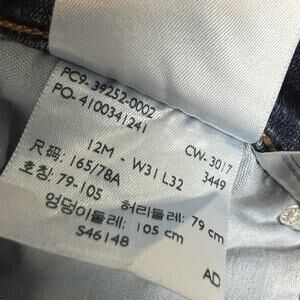 PC9-39252-0002
PO-4100341241
CW-3017
12M - W31 L32 3449
尺码: 165/78A
호칭: 79-105
허리둘레: 79 cm
엉덩이둘레: 105 cm
S46148
AD